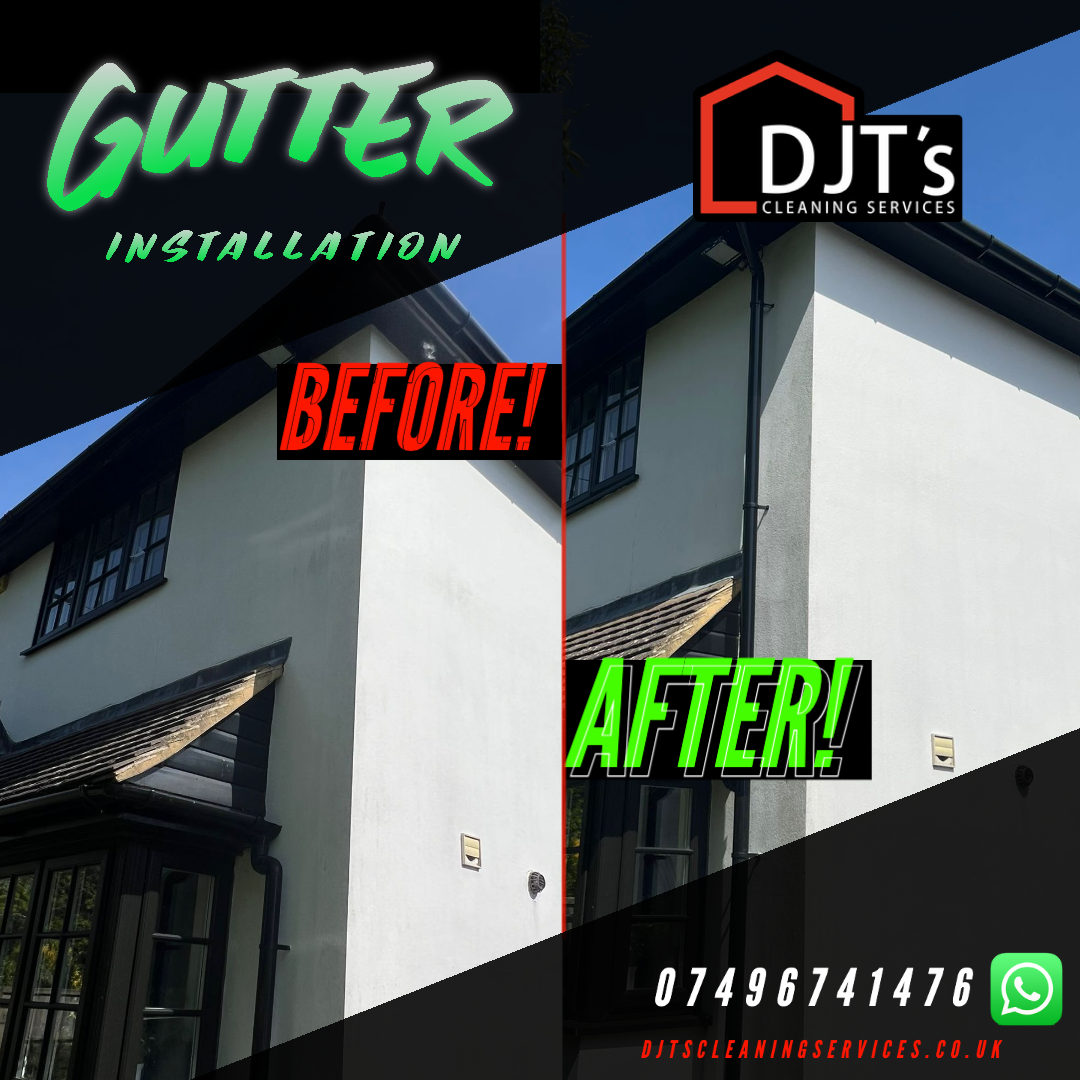 GUTTER
INSTALLATION
DJT's
CLEANING SERVICES
BEFORE!
AFTER!
07496741476
DJTSCLEANINGSERVICES.CO.UK